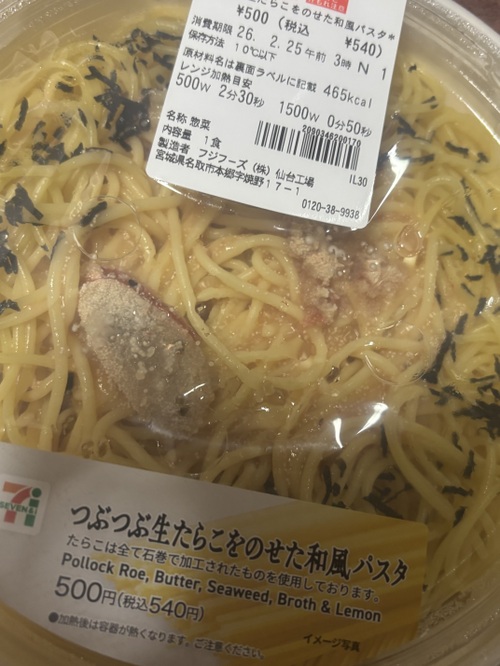 生たらこをのせた和風パスタ*
¥500 (税込 ¥540)
消費期限 26. 2.25午前 3時 N 1
保存方法 10℃以下
原材料名は裏面ラベルに記載 465kcal
レンジ加熱目安
500W 2分30秒 1500W 0分50秒
名称 惣菜
内容量 1食
製造者 フジフーズ(株)仙台工場
宮城県名取市本郷字焼野17-1
IL30
0120-38-9938
7
SEVEN&i
つぶつぶ生たらこをのせた和風パスタ
たらこは全て石巻で加工されたものを使用しております。
Pollock Roe, Butter, Seaweed, Broth & Lemon
500円(税込540円)
●加熱後は容器が熱くなります。ご注意ください。
イメージ写真